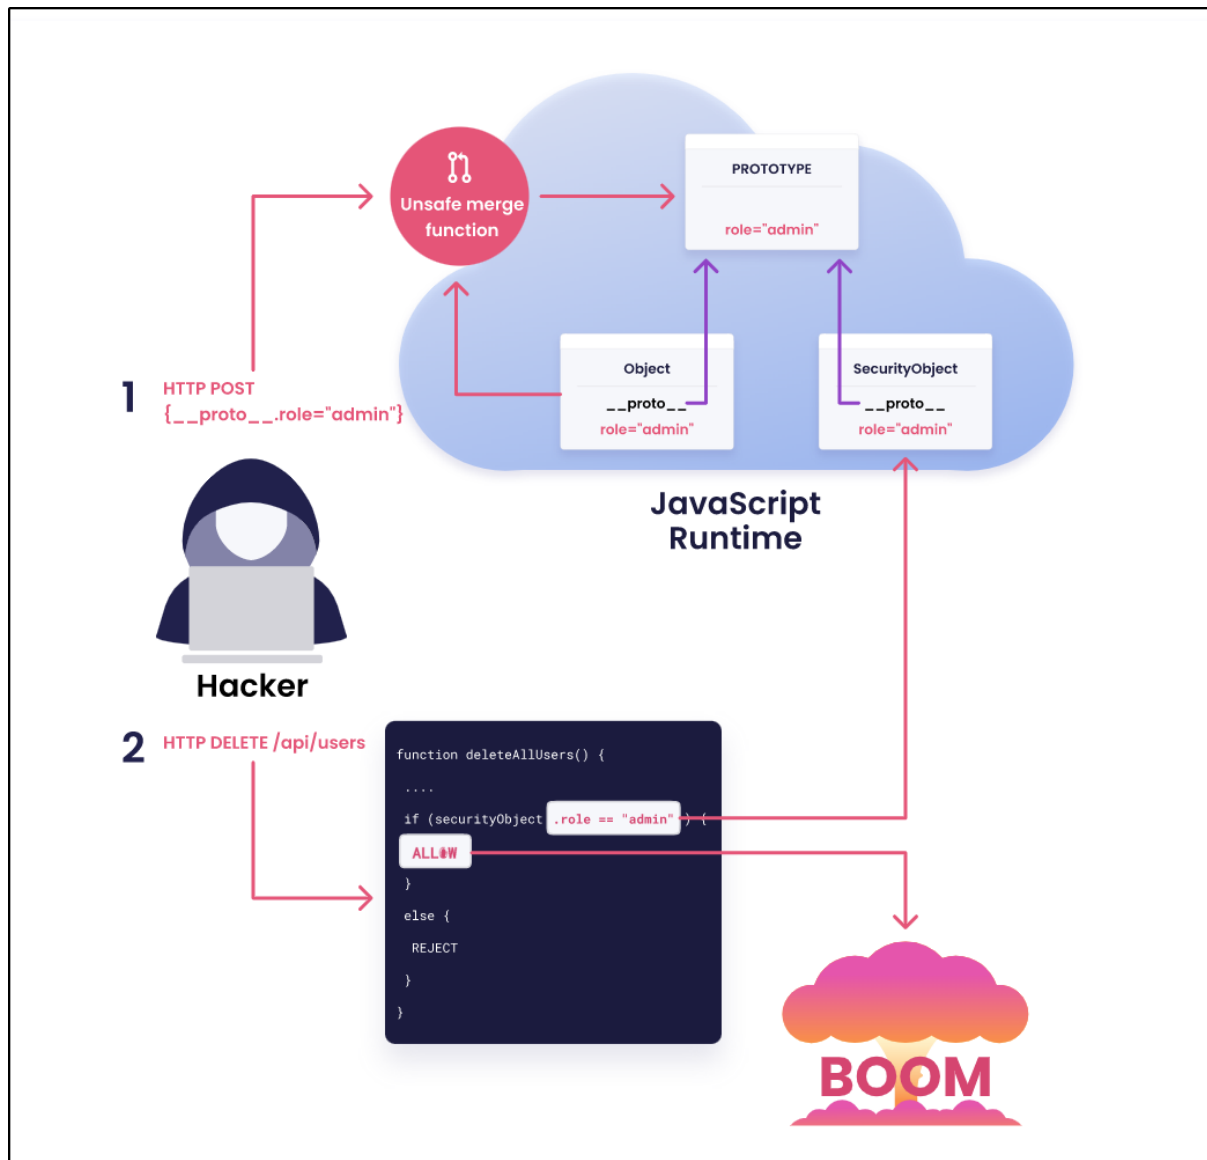 Unsafe merge
function
PROTOTYPE
role="admin"
Object
__proto__
role="admin"
SecurityObject
__proto__
role="admin"
JavaScript
Runtime
1
HTTP POST
{__proto__.role="admin"}
Hacker
2
HTTP DELETE /api/users
function deleteAllUsers() {
....
if (securityObject .role == "admin" ) {
ALLOW
}
else {
REJECT
}
}
BOOM